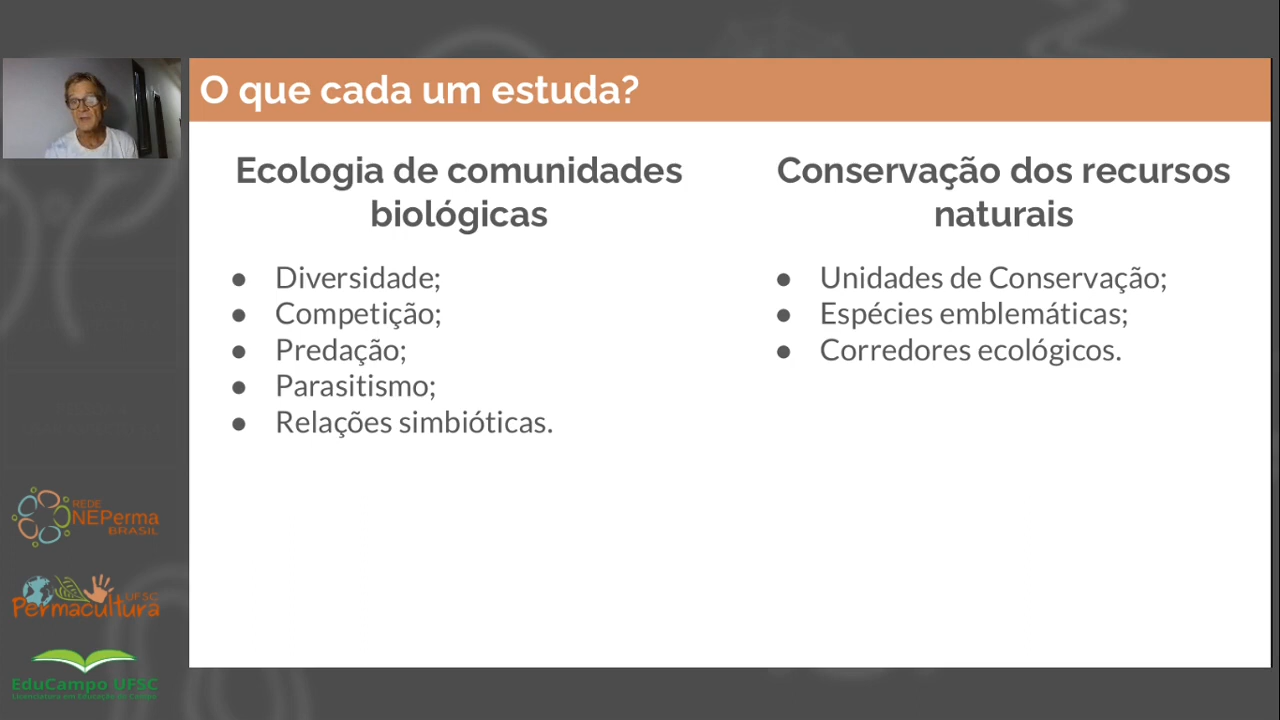 O que cada um estuda?
Ecologia de comunidades
biológicas
● Diversidade;
● Competição;
● Predação;
● Parasitismo;
● Relações simbióticas.
Conservação dos recursos
naturais
● Unidades de Conservação;
● Espécies emblemáticas;
● Corredores ecológicos.
REDE
NEPerma
BRASIL
UFSC
Permacultura
EduCampo UFSC
Licenciatura em Educação do Campo